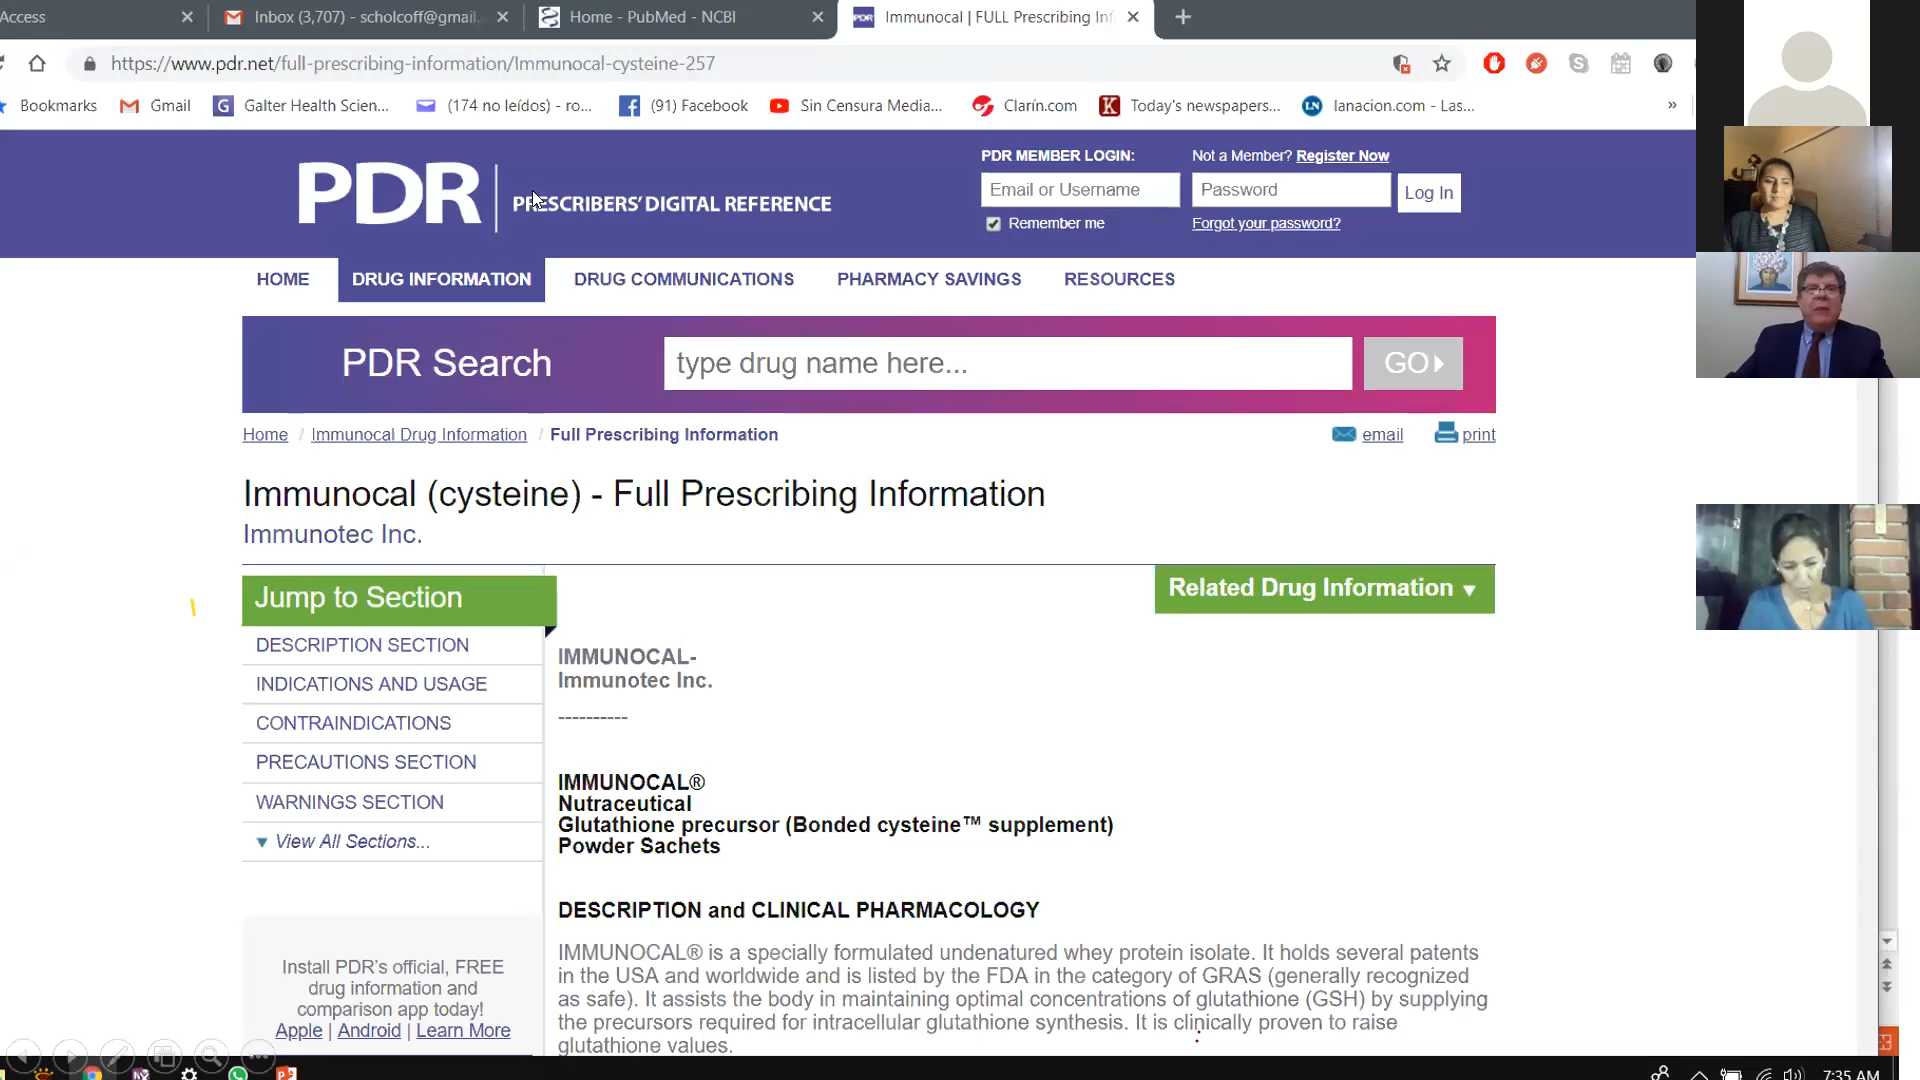 Access
Inbox (3,707) - scholcoff@gmail.
Home - PubMed - NCBI
PDR
Immunocal | FULL Prescribing Inf
https://www.pdr.net/full-prescribing-information/Immunocal-cysteine-257
Bookmarks
Gmail
Galter Health Scien...
(174 no leídos) - ro...
(91) Facebook
Sin Censura Media...
Clarín.com
Today's newspapers...
lanacion.com - Las...
»
PDR
PRESCRIBERS' DIGITAL REFERENCE
PDR MEMBER LOGIN:
Not a Member? Register Now
Email or Username
Password
Log In
Remember me
Forgot your password?
HOME
DRUG INFORMATION
DRUG COMMUNICATIONS
PHARMACY SAVINGS
RESOURCES
PDR Search
type drug name here...
GO
Home / Immunocal Drug Information / Full Prescribing Information
email
print
Immunocal (cysteine) - Full Prescribing Information
Immunotec Inc.
Jump to Section
DESCRIPTION SECTION
INDICATIONS AND USAGE
CONTRAINDICATIONS
PRECAUTIONS SECTION
WARNINGS SECTION
View All Sections...
Install PDR's official, FREE
drug information and
comparison app today!
Apple | Android | Learn More
Related Drug Information
IMMUNOCAL-
Immunotec Inc.
----------
IMMUNOCAL®
Nutraceutical
Glutathione precursor (Bonded cysteine™ supplement)
Powder Sachets
DESCRIPTION and CLINICAL PHARMACOLOGY
IMMUNOCAL® is a specially formulated undenatured whey protein isolate. It holds several patents
in the USA and worldwide and is listed by the FDA in the category of GRAS (generally recognized
as safe). It assists the body in maintaining optimal concentrations of glutathione (GSH) by supplying
the precursors required for intracellular glutathione synthesis. It is clinically proven to raise
glutathione values.
7:35 AM